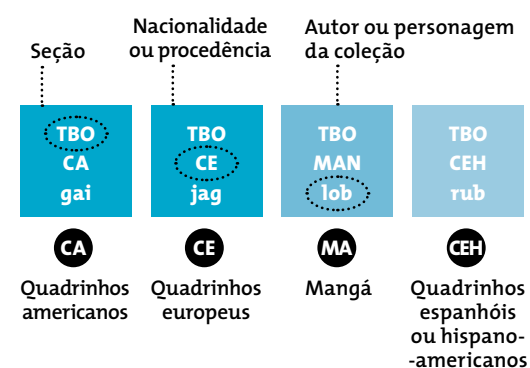 Seção
Nacionalidade
ou procedência
Autor ou personagem
da coleção
TBO
CA
gai
TBO
CE
jag
TBO
MAN
lob
TBO
CEH
rub
CA
Quadrinhos
americanos
CE
Quadrinhos
europeus
MA
Mangá
CEH
Quadrinhos
espanhóis
ou hispano-
-americanos